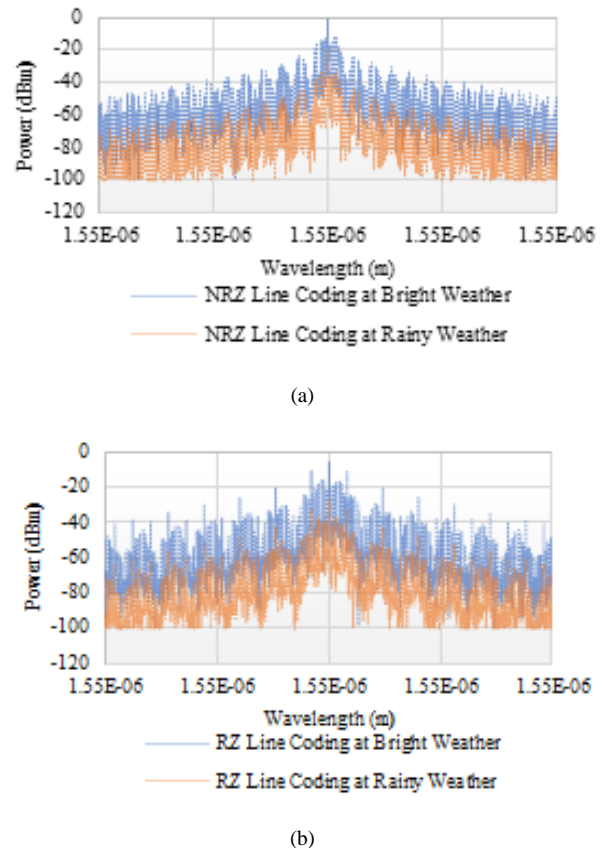 0
-20
-40
-60
-80
-100
-120
Power (dBm)
1.55E-06 1.55E-06 1.55E-06 1.55E-06 1.55E-06
Wavelength (m)
NRZ Line Coding at Bright Weather
NRZ Line Coding at Rainy Weather
(a)
0
-20
-40
-60
-80
-100
-120
Power (dBm)
1.55E-06 1.55E-06 1.55E-06 1.55E-06 1.55E-06
Wavelength (m)
RZ Line Coding at Bright Weather
RZ Line Coding at Rainy Weather
(b)